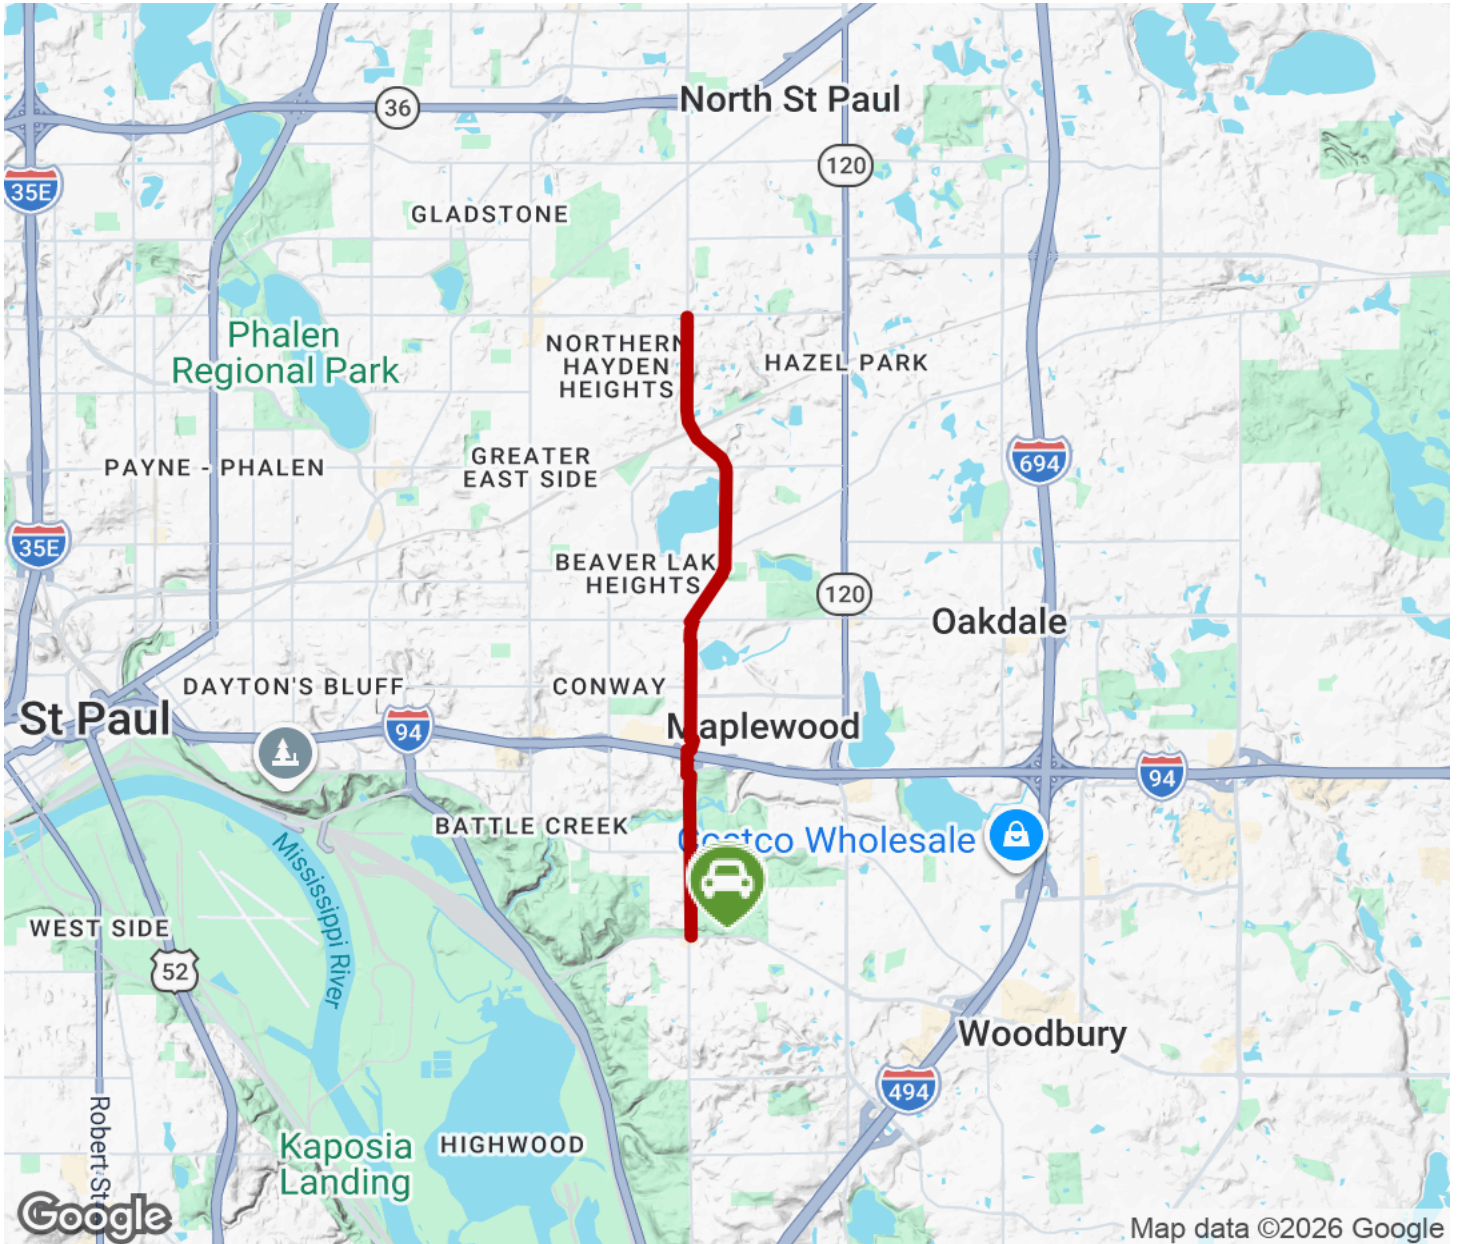 North St Paul
36
120
35E
GLADSTONE
Phalen
Regional Park
NORTHERN
HAYDEN
HEIGHTS
HAZEL PARK
GREATER
EAST SIDE
PAYNE - PHALEN
694
35E
BEAVER LAK
HEIGHTS
120
Oakdale
DAYTON'S BLUFF
CONWAY
St Paul
94
Maplewood
94
BATTLE CREEK
Costco Wholesale
Mississippi River
WEST SIDE
52
Woodbury
494
Robert St
Kaposia
Landing
HIGHWOOD
Google
Map data ©2026 Google